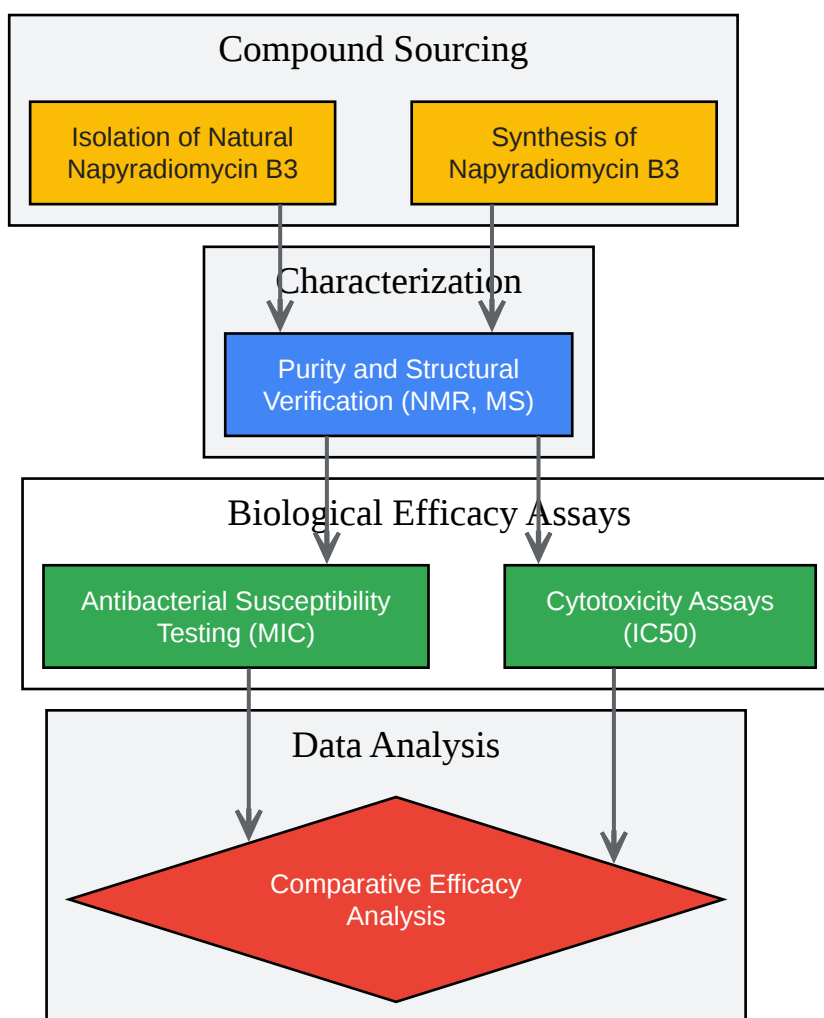 Compound Sourcing
Isolation of Natural
Napyradiomycin B3
Synthesis of
Napyradiomycin B3
Characterization
Purity and Structural
Verification (NMR, MS)
Biological Efficacy Assays
Antibacterial Susceptibility
Testing (MIC)
Cytotoxicity Assays
(IC50)
Data Analysis
Comparative Efficacy
Analysis